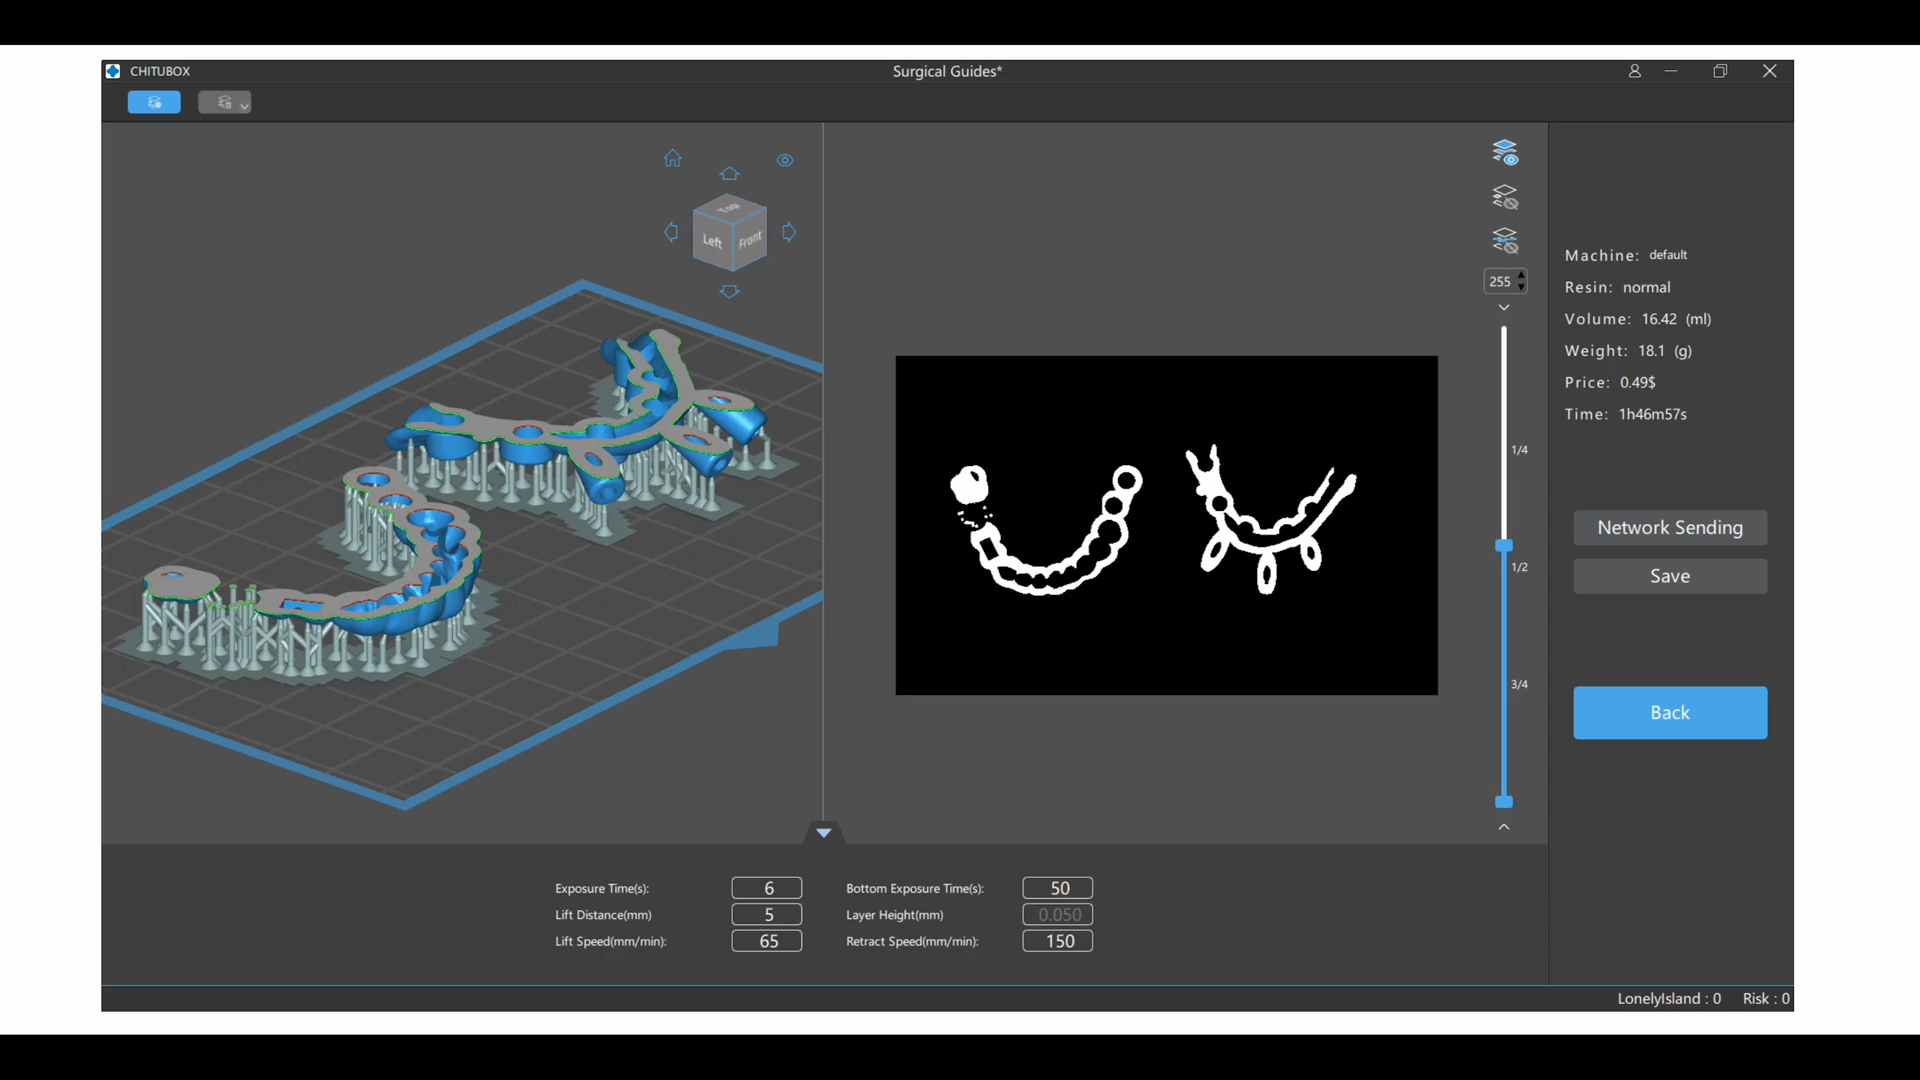 CHITUBOX
Surgical Guides*
Top
Left
Front
255
1/4
1/2
3/4
Machine: default
Resin: normal
Volume: 16.42 (ml)
Weight: 18.1 (g)
Price: 0.49$
Time: 1h46m57s
Network Sending
Save
Back
Exposure Time(s): 6
Bottom Exposure Time(s): 50
Lift Distance(mm) 5
Layer Height(mm) 0.050
Lift Speed(mm/min): 65
Retract Speed(mm/min): 150
LonelyIsland : 0
Risk : 0